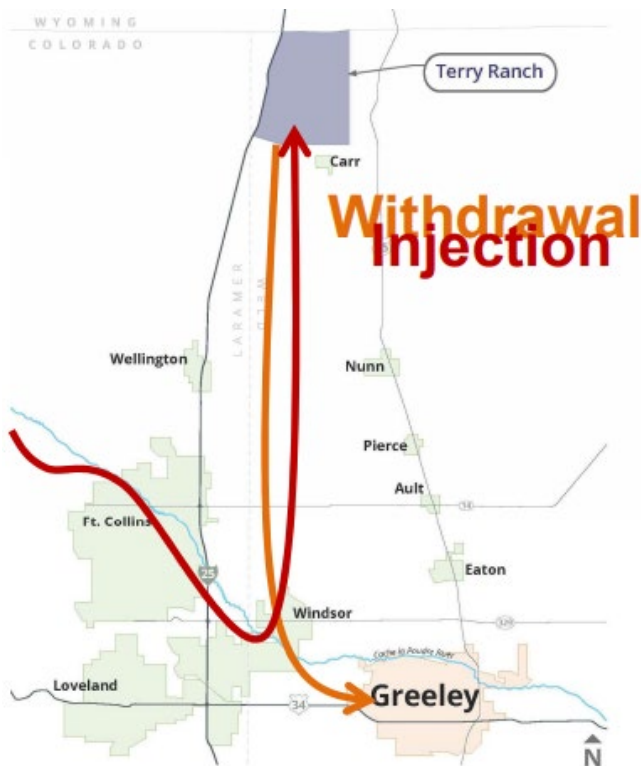 WYOMING
COLORADO
Terry Ranch
Carr
Withdrawal
Injection
LARAMER
WELD
Wellington
Nunn
Pierce
Ault
14
Ft. Collins
25
Eaton
Windsor
Cache la Poudre River
Loveland
34
Greeley
N